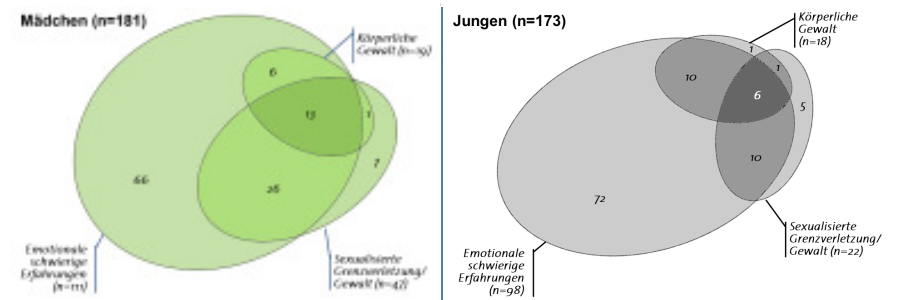 Mädchen (n=181)
Körperliche
Gewalt (n=19)
6
13
1
7
66
26
Emotionale
schwierige
Erfahrungen
(n=111)
Sexualisierte
Grenzverletzung/
Gewalt (n=47)
Jungen (n=173)
Körperliche
Gewalt
(n=18)
1
10
1
6
5
10
72
Emotionale
schwierige
Erfahrungen
(n=98)
Sexualisierte
Grenzverletzung/
Gewalt (n=22)